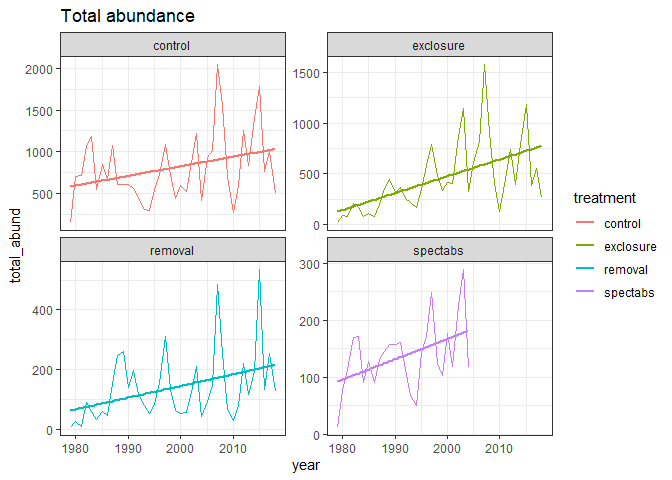 Total abundance
control
exclosure
2000
1500
1000
500
1500
1000
500
0
total_abund
removal
spectabs
400
200
0
300
200
100
0
1980
1990
2000
2010
1980
1990
2000
2010
year
treatment
control
exclosure
removal
spectabs